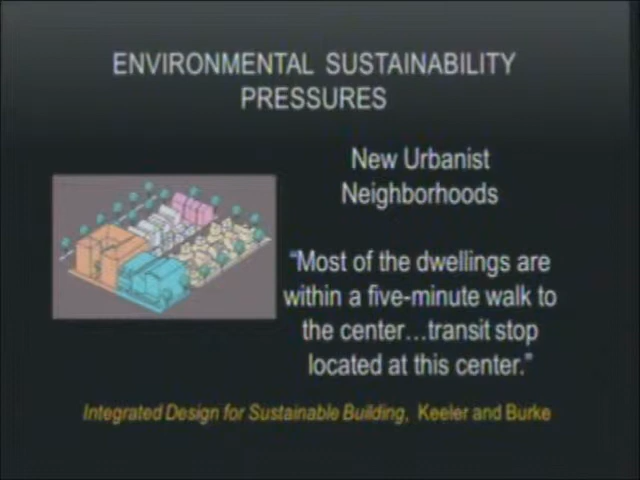 ENVIRONMENTAL SUSTAINABILITY
PRESSURES
New Urbanist
Neighborhoods
“Most of the dwellings are
within a five-minute walk to
the center…transit stop
located at this center.”
Integrated Design for Sustainable Building, Keeler and Burke